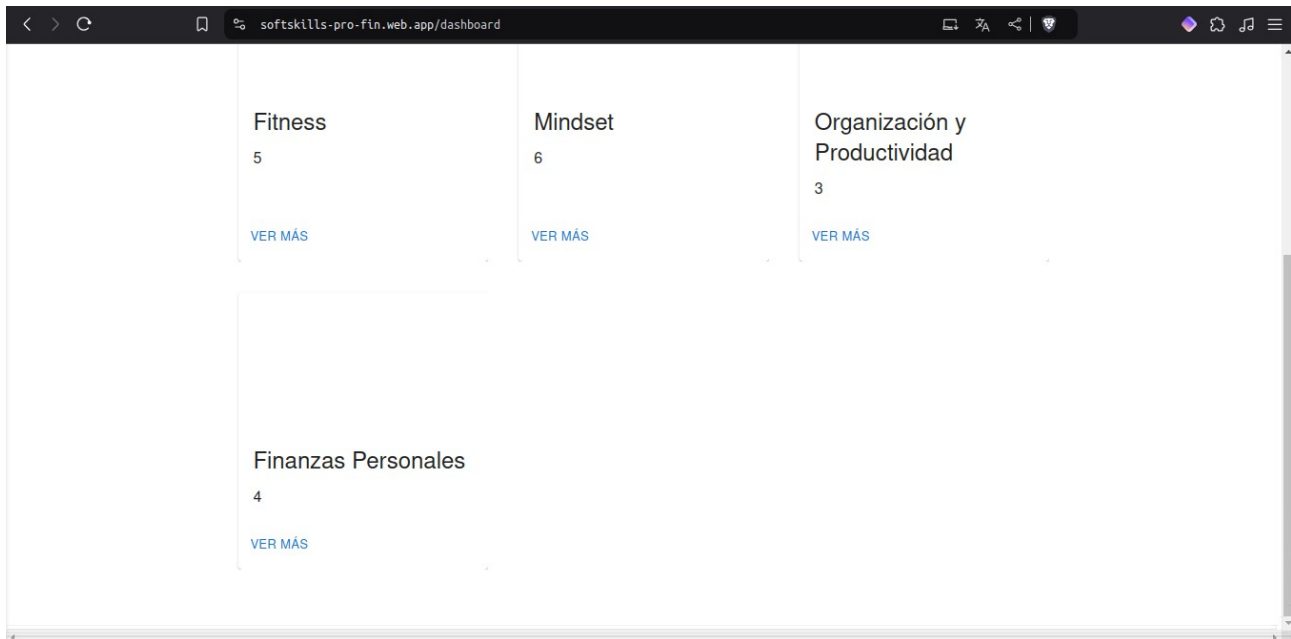 softskills-pro-fin.web.app/dashboard
Fitness
5
VER MÁS
Mindset
6
VER MÁS
Organización y
Productividad
3
VER MÁS
Finanzas Personales
4
VER MÁS